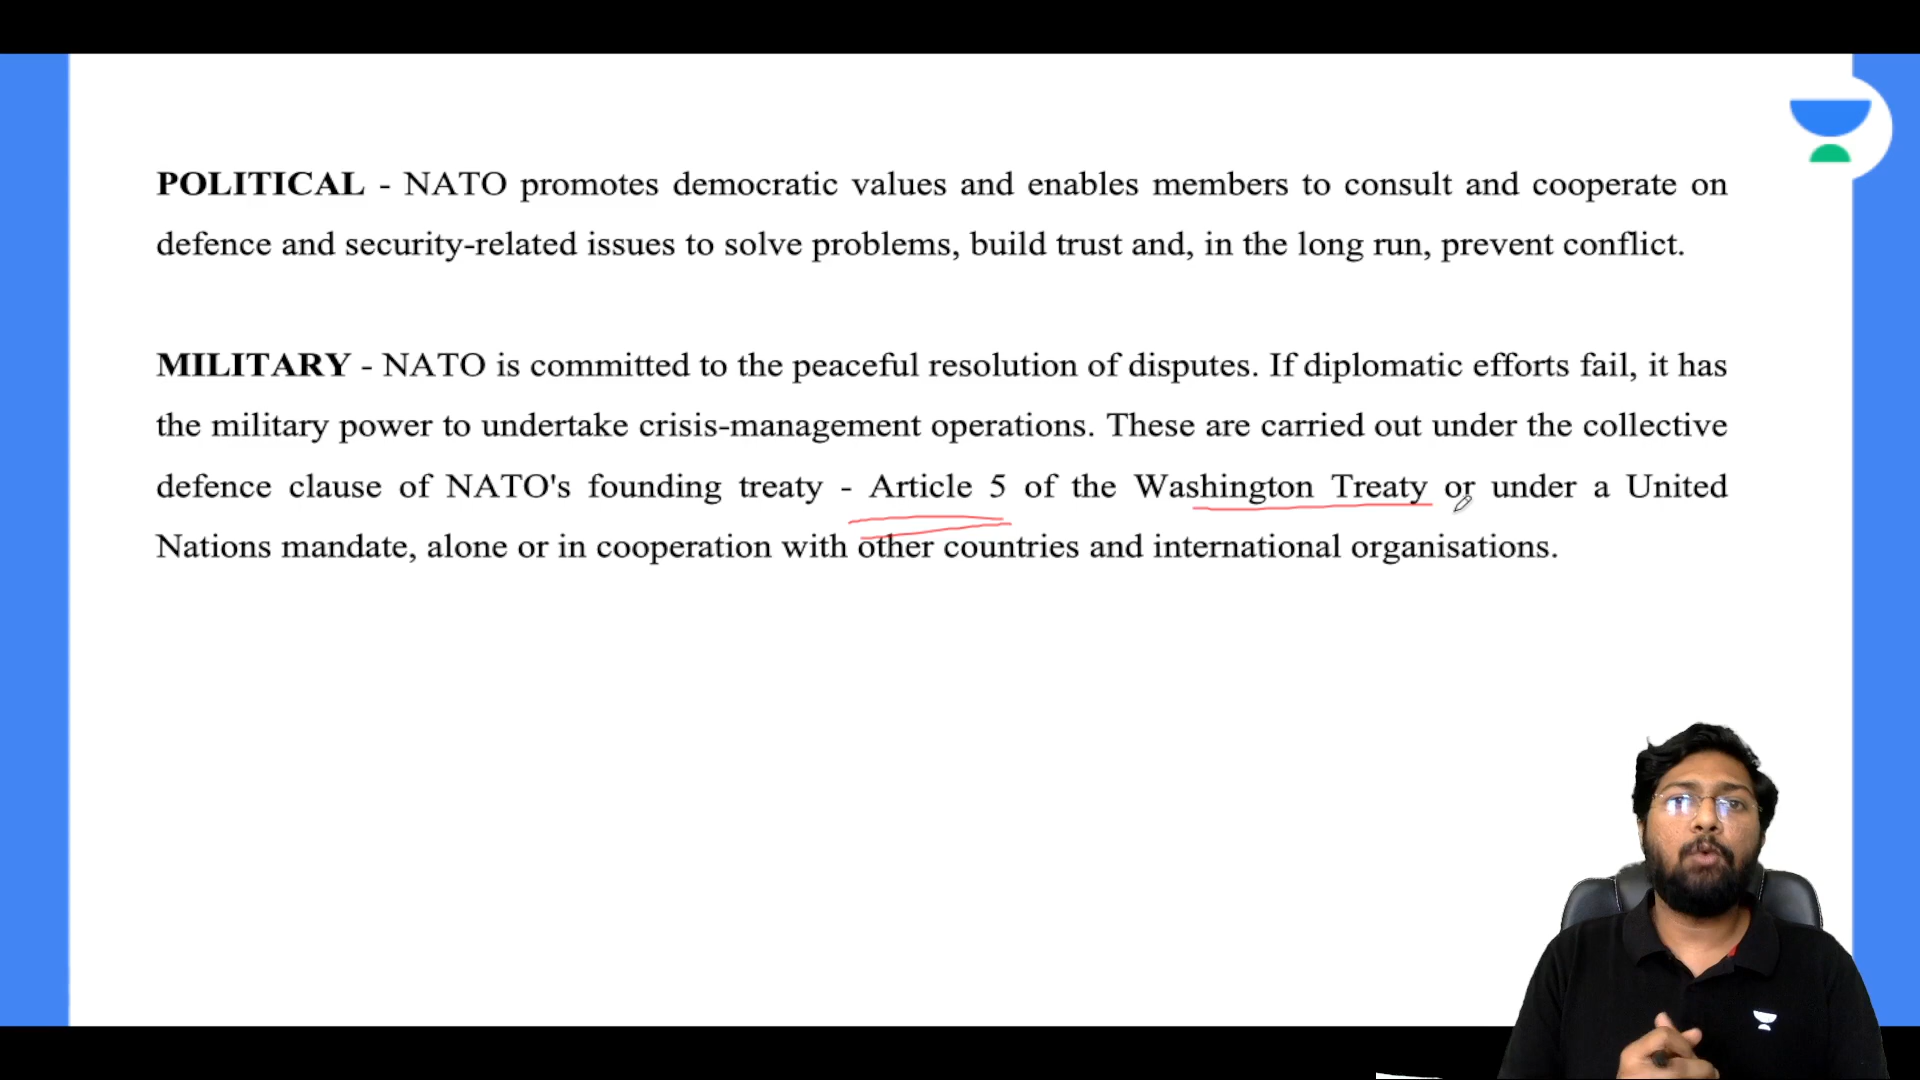 POLITICAL - NATO promotes democratic values and enables members to consult and cooperate on
defence and security-related issues to solve problems, build trust and, in the long run, prevent conflict.
MILITARY - NATO is committed to the peaceful resolution of disputes. If diplomatic efforts fail, it has
the military power to undertake crisis-management operations. These are carried out under the collective
defence clause of NATO's founding treaty - Article 5 of the Washington Treaty or under a United
Nations mandate, alone or in cooperation with other countries and international organisations.